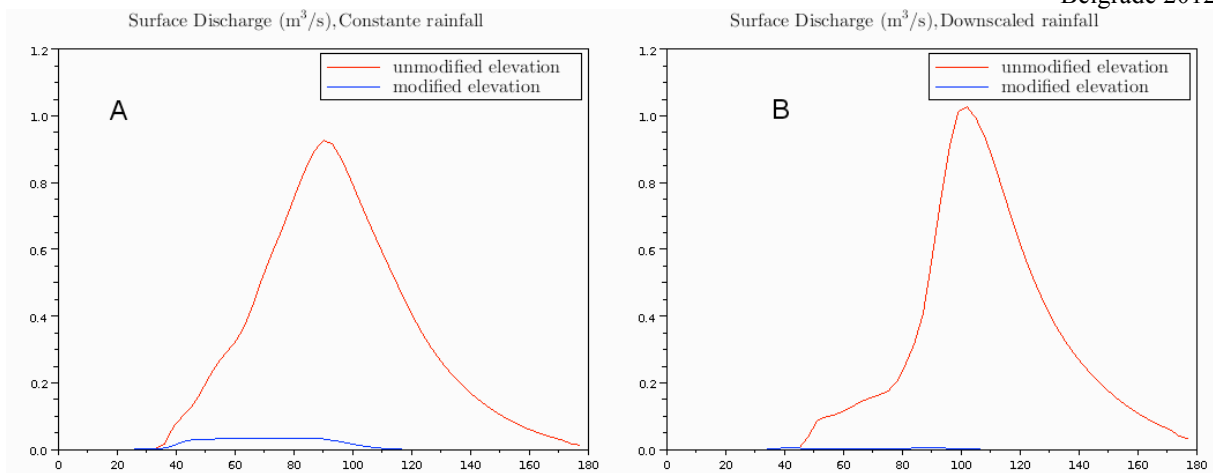 Belgrade 2012
Surface Discharge (m³/s), Constante rainfall
1.2
1.0
0.8
0.6
0.4
0.2
0.0
unmodified elevation
modified elevation
A
0 20 40 60 80 100 120 140 160 180
Surface Discharge (m³/s), Downscaled rainfall
1.2
1.0
0.8
0.6
0.4
0.2
0.0
unmodified elevation
modified elevation
B
0 20 40 60 80 100 120 140 160 180